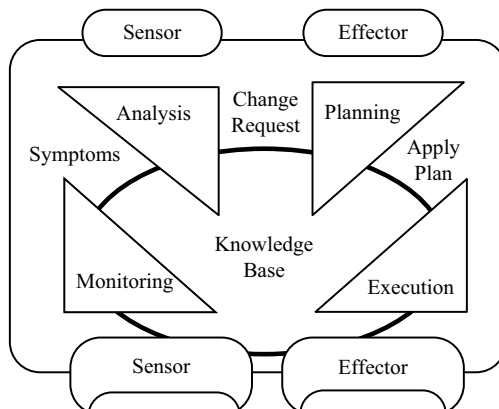 Sensor
Effector
Analysis
Change
Request
Planning
Symptoms
Apply
Plan
Knowledge
Base
Monitoring
Execution
Sensor
Effector